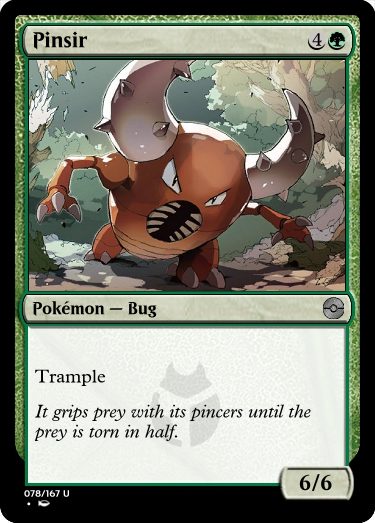 Pinsir 4
Pokémon — Bug
Trample
It grips prey with its pincers until the
prey is torn in half.
6/6
078/167 U